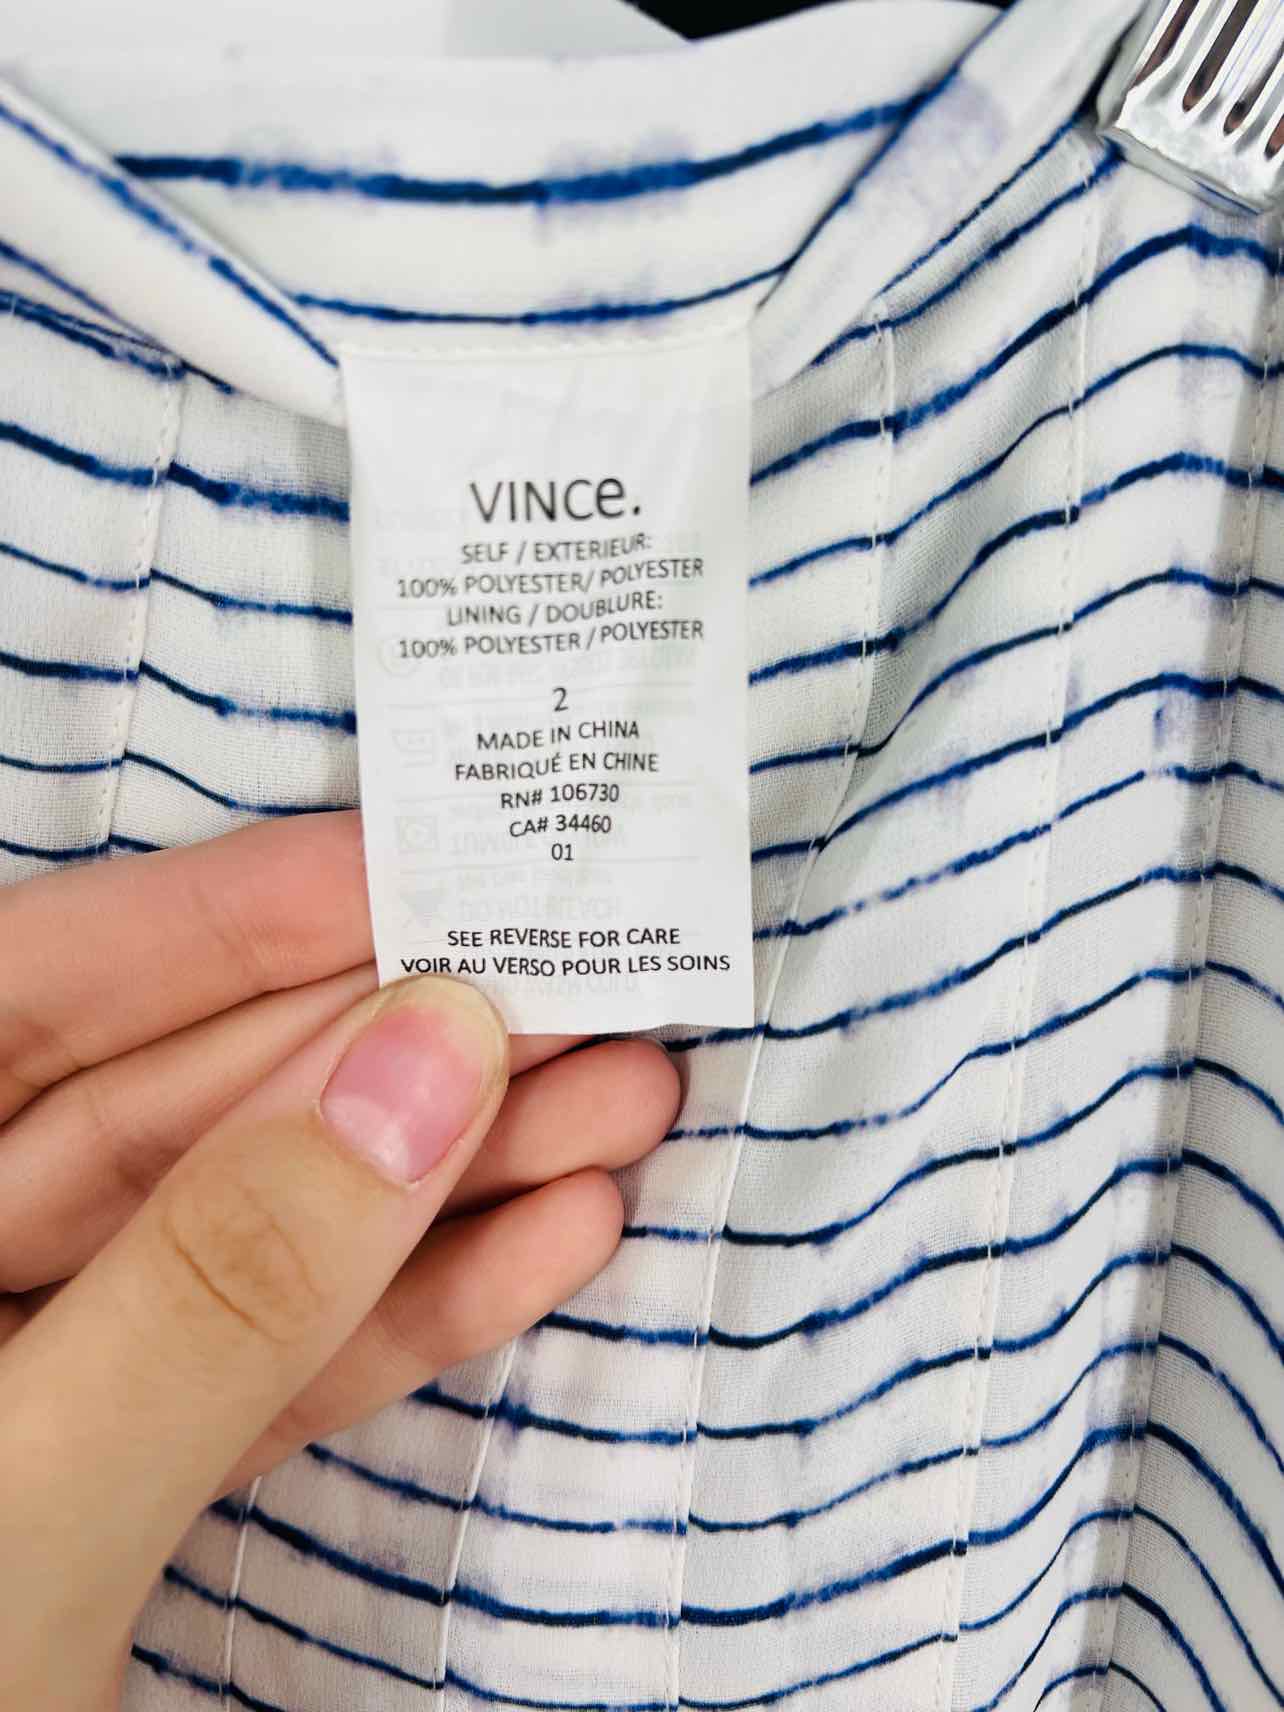 VINCe.
SELF / EXTERIEUR:
100% POLYESTER/ POLYESTER
LINING / DOUBLURE:
100% POLYESTER / POLYESTER
2
MADE IN CHINA
FABRIQUÉ EN CHINE
RN# 106730
CA# 34460
01
SEE REVERSE FOR CARE
VOIR AU VERSO POUR LES SOINS